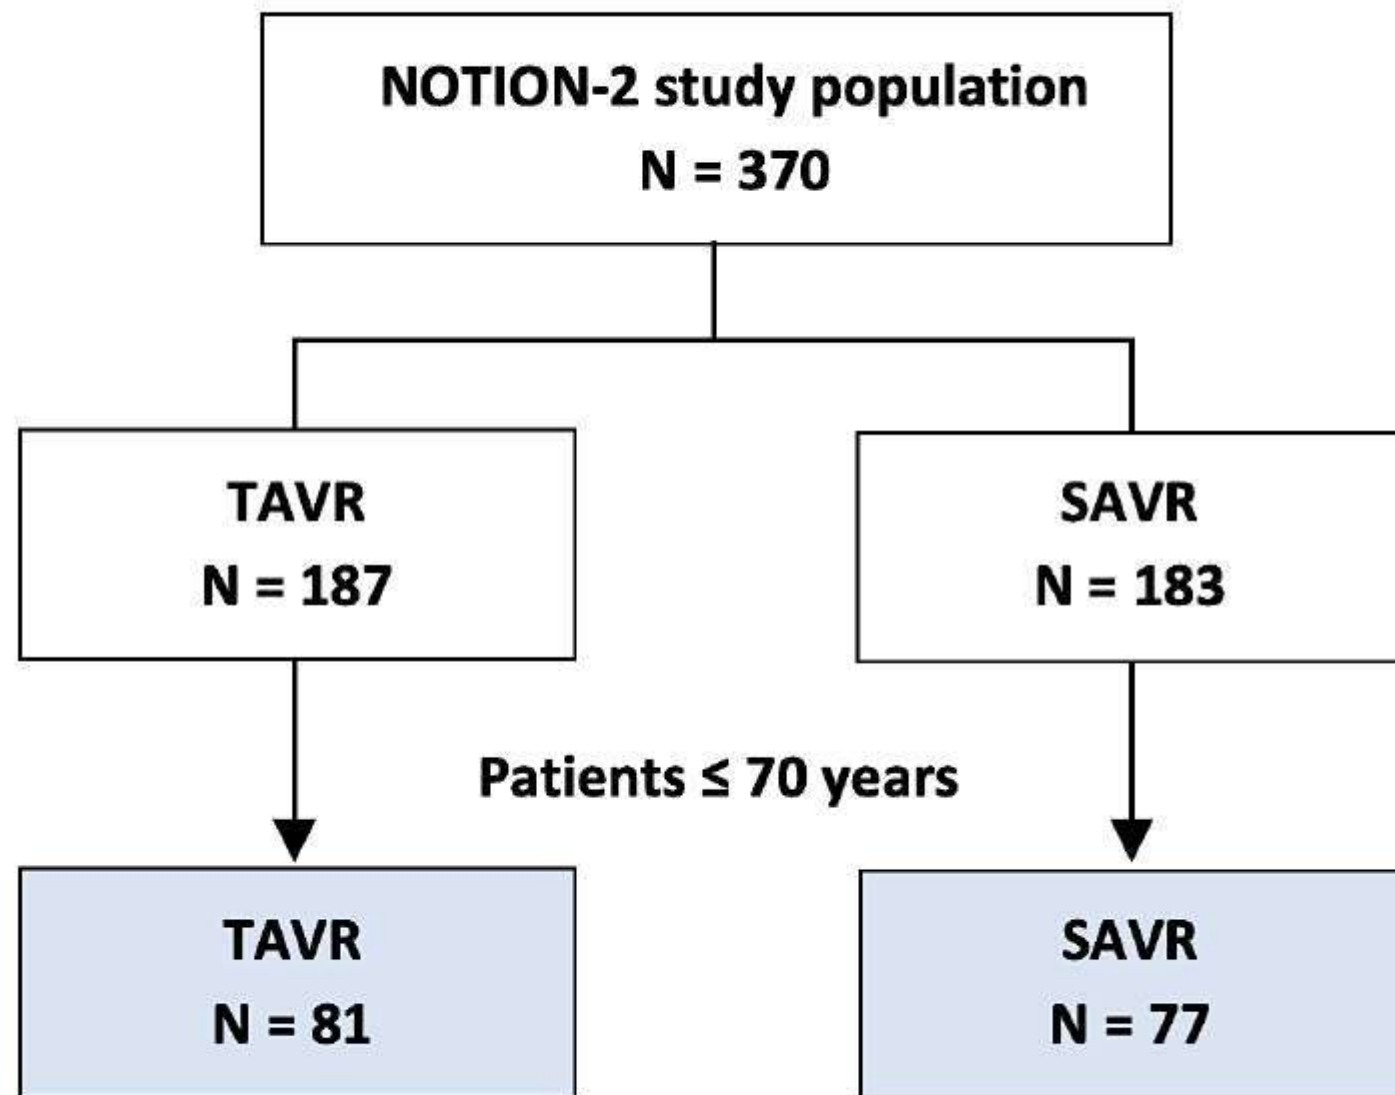 NOTION-2 study population
N = 370
TAVR
N = 187
SAVR
N = 183
Patients ≤ 70 years
TAVR
N = 81
SAVR
N = 77